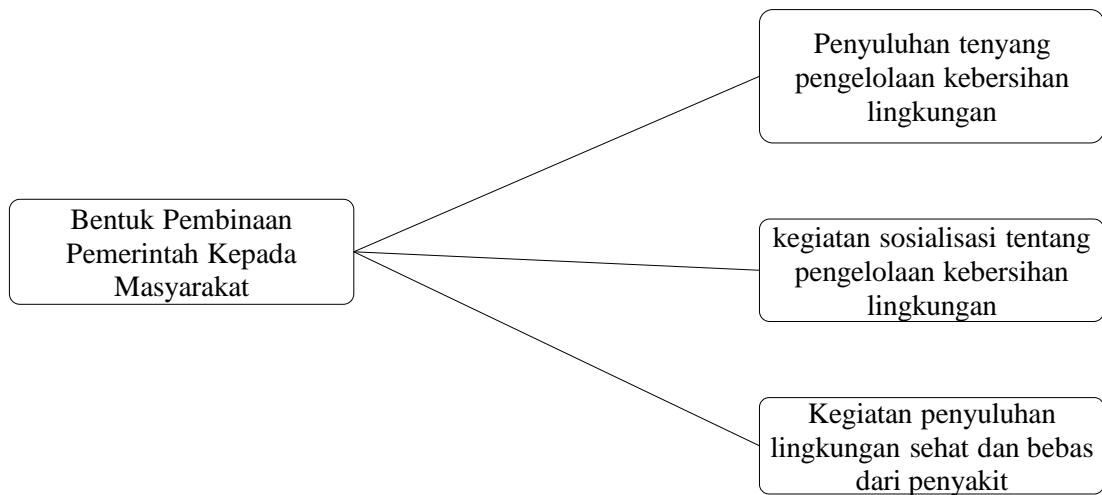 Penyuluhan tenyang
pengelolaan kebersihan
lingkungan
Bentuk Pembinaan
Pemerintah Kepada
Masyarakat
kegiatan sosialisasi tentang
pengelolaan kebersihan
lingkungan
Kegiatan penyuluhan
lingkungan sehat dan bebas
dari penyakit